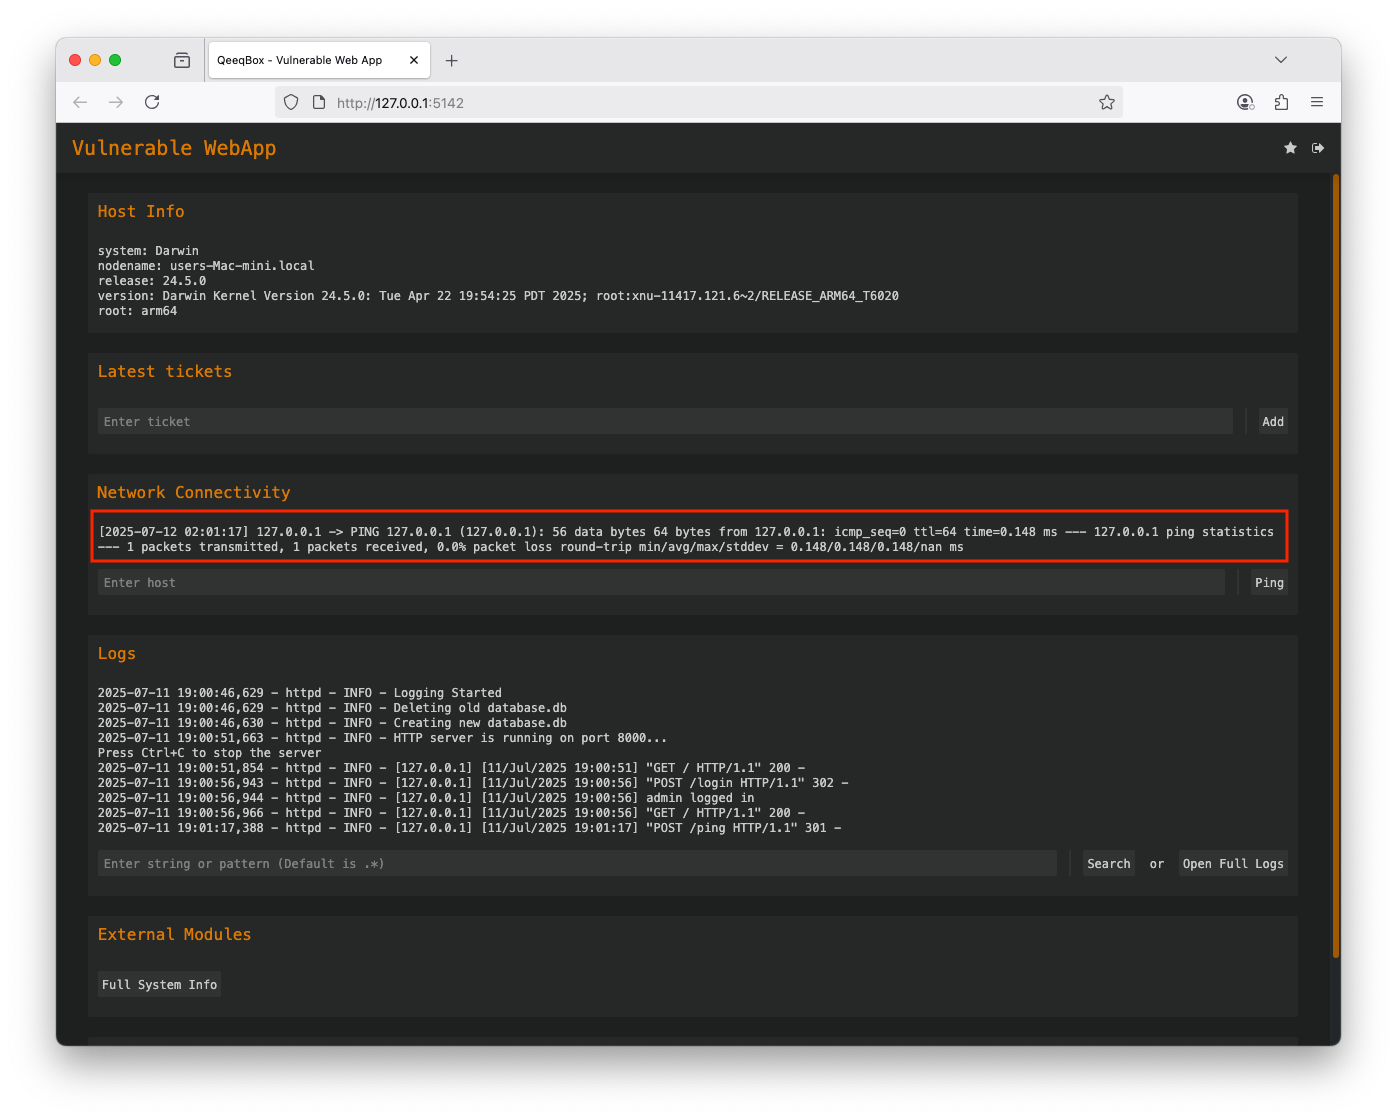 QeeqBox - Vulnerable Web App
http://127.0.0.1:5142
Vulnerable WebApp
Host Info
system: Darwin
nodename: users-Mac-mini.local
release: 24.5.0
version: Darwin Kernel Version 24.5.0: Tue Apr 22 19:54:25 PDT 2025; root:xnu-11417.121.6~2/RELEASE_ARM64_T6020
root: arm64
Latest tickets
Enter ticket
Add
Network Connectivity
[2025-07-12 02:01:17] 127.0.0.1 -> PING 127.0.0.1 (127.0.0.1): 56 data bytes 64 bytes from 127.0.0.1: icmp_seq=0 ttl=64 time=0.148 ms --- 127.0.0.1 ping statistics
--- 1 packets transmitted, 1 packets received, 0.0% packet loss round-trip min/avg/max/stddev = 0.148/0.148/0.148/nan ms
Enter host
Ping
Logs
2025-07-11 19:00:46,629 - httpd - INFO - Logging Started
2025-07-11 19:00:46,629 - httpd - INFO - Deleting old database.db
2025-07-11 19:00:46,630 - httpd - INFO - Creating new database.db
2025-07-11 19:00:51,663 - httpd - INFO - HTTP server is running on port 8000...
Press Ctrl+C to stop the server
2025-07-11 19:00:51,854 - httpd - INFO - [127.0.0.1] [11/Jul/2025 19:00:51] "GET / HTTP/1.1" 200 -
2025-07-11 19:00:56,943 - httpd - INFO - [127.0.0.1] [11/Jul/2025 19:00:56] "POST /login HTTP/1.1" 302 -
2025-07-11 19:00:56,944 - httpd - INFO - [127.0.0.1] [11/Jul/2025 19:00:56] admin logged in
2025-07-11 19:00:56,966 - httpd - INFO - [127.0.0.1] [11/Jul/2025 19:00:56] "GET / HTTP/1.1" 200 -
2025-07-11 19:01:17,388 - httpd - INFO - [127.0.0.1] [11/Jul/2025 19:01:17] "POST /ping HTTP/1.1" 301 -
Enter string or pattern (Default is .*)
Search or Open Full Logs
External Modules
Full System Info